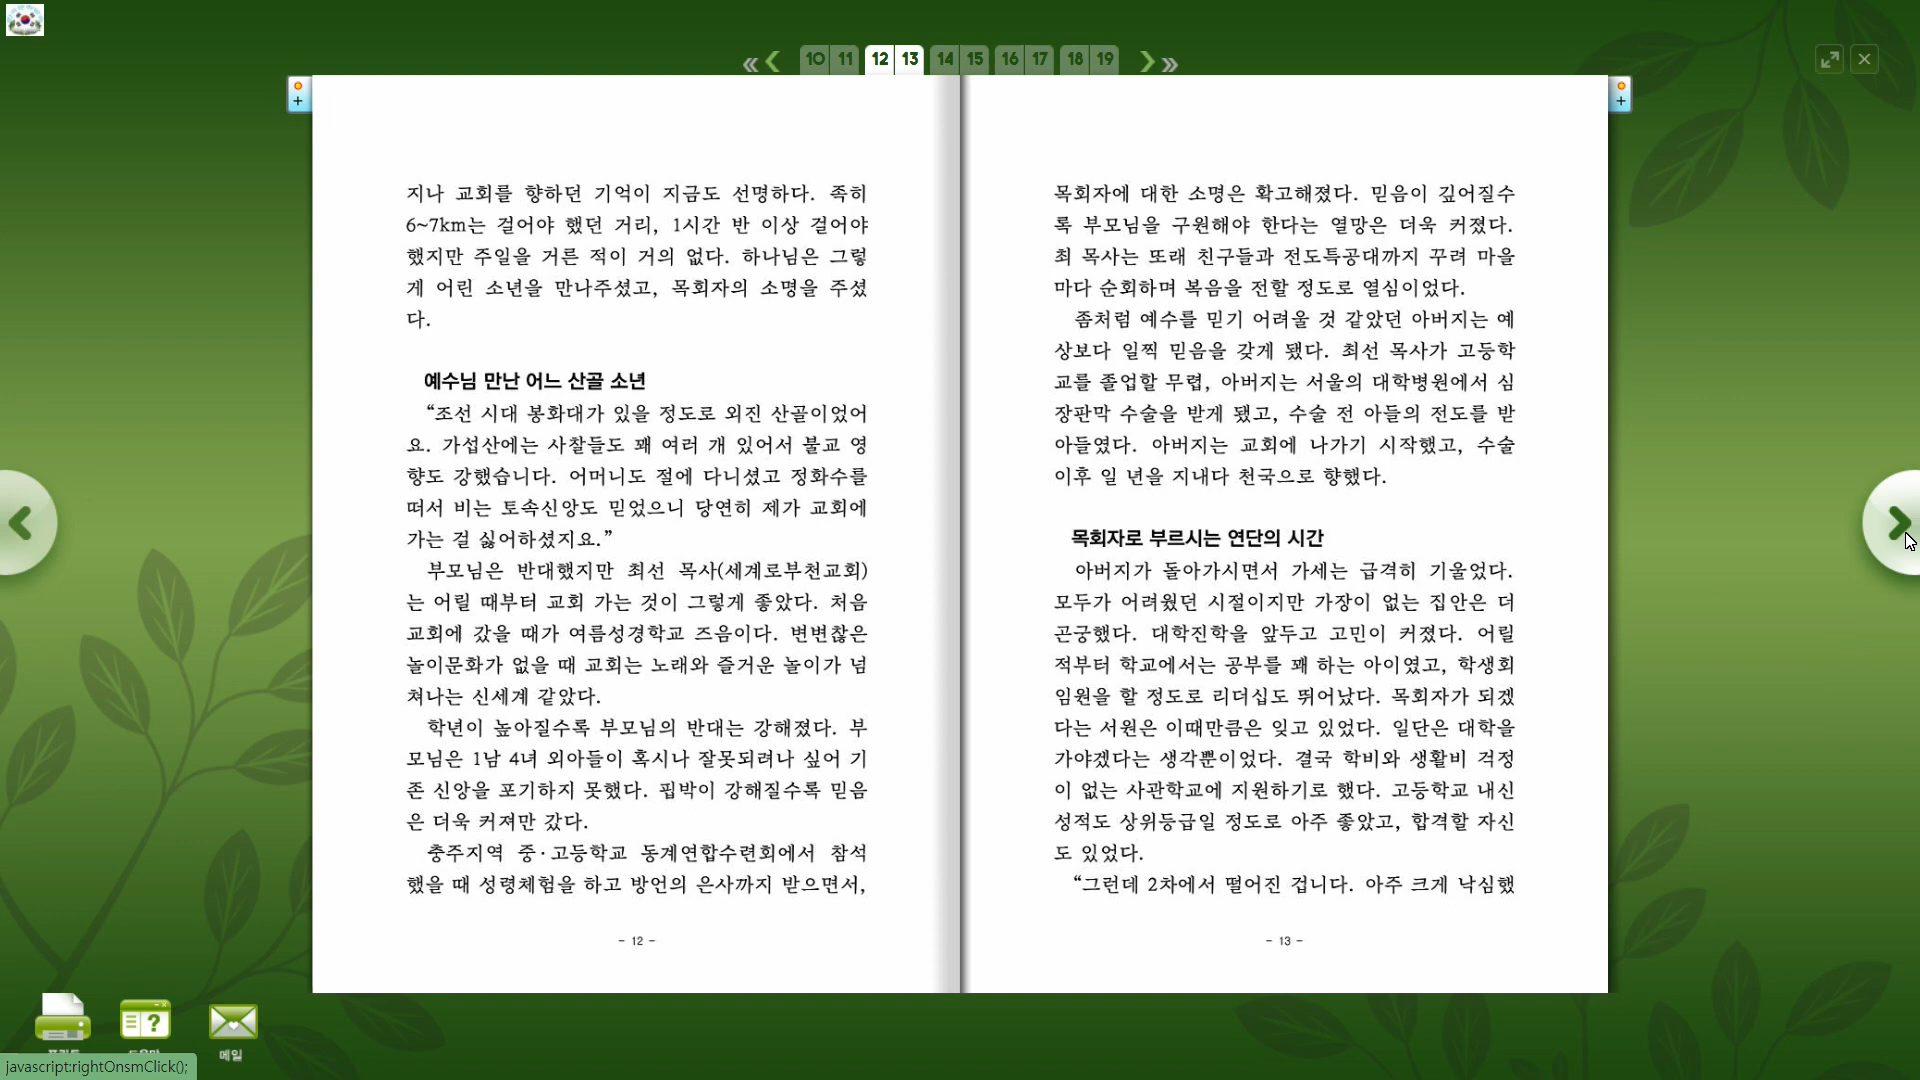 10 11 12 13 14 15 16 17 18 19
지나 교회를 향하던 기억이 지금도 선명하다. 족히
6~7km는 걸어야 했던 거리, 1시간 반 이상 걸어야
했지만 주일을 거른 적이 거의 없다. 하나님은 그렇
게 어린 소년을 만나주셨고, 목회자의 소명을 주셨
다.
예수님 만난 어느 산골 소년
“조선 시대 봉화대가 있을 정도로 외진 산골이었어
요. 가섭산에는 사찰들도 꽤 여러 개 있어서 불교 영
향도 강했습니다. 어머니도 절에 다니셨고 정화수를
떠서 비는 토속신앙도 믿었으니 당연히 제가 교회에
가는 걸 싫어하셨지요.”
부모님은 반대했지만 최선 목사(세계로부천교회)
는 어릴 때부터 교회 가는 것이 그렇게 좋았다. 처음
교회에 갔을 때가 여름성경학교 즈음이다. 변변찮은
놀이문화가 없을 때 교회는 노래와 즐거운 놀이가 넘
쳐나는 신세계 같았다.
학년이 높아질수록 부모님의 반대는 강해졌다. 부
모님은 1남 4녀 외아들이 혹시나 잘못되려나 싶어 기
존 신앙을 포기하지 못했다. 핍박이 강해질수록 믿음
은 더욱 커져만 갔다.
충주지역 중·고등학교 동계연합수련회에서 참석
했을 때 성령체험을 하고 방언의 은사까지 받으면서,
- 12 -
목회자에 대한 소명은 확고해졌다. 믿음이 깊어질수
록 부모님을 구원해야 한다는 열망은 더욱 커졌다.
최 목사는 또래 친구들과 전도특공대까지 꾸려 마을
마다 순회하며 복음을 전할 정도로 열심이었다.
좀처럼 예수를 믿기 어려울 것 같았던 아버지는 예
상보다 일찍 믿음을 갖게 됐다. 최선 목사가 고등학
교를 졸업할 무렵, 아버지는 서울의 대학병원에서 심
장판막 수술을 받게 됐고, 수술 전 아들의 전도를 받
아들였다. 아버지는 교회에 나가기 시작했고, 수술
이후 일 년을 지내다 천국으로 향했다.
목회자로 부르시는 연단의 시간
아버지가 돌아가시면서 가세는 급격히 기울었다.
모두가 어려웠던 시절이지만 가장이 없는 집안은 더
곤궁했다. 대학진학을 앞두고 고민이 커졌다. 어릴
적부터 학교에서는 공부를 꽤 하는 아이였고, 학생회
임원을 할 정도로 리더십도 뛰어났다. 목회자가 되겠
다는 서원은 이때만큼은 잊고 있었다. 일단은 대학을
가야겠다는 생각뿐이었다. 결국 학비와 생활비 걱정
이 없는 사관학교에 지원하기로 했다. 고등학교 내신
성적도 상위등급일 정도로 아주 좋았고, 합격할 자신
도 있었다.
“그런데 2차에서 떨어진 겁니다. 아주 크게 낙심했
- 13 -
메일
javascript:rightOnsmClick();